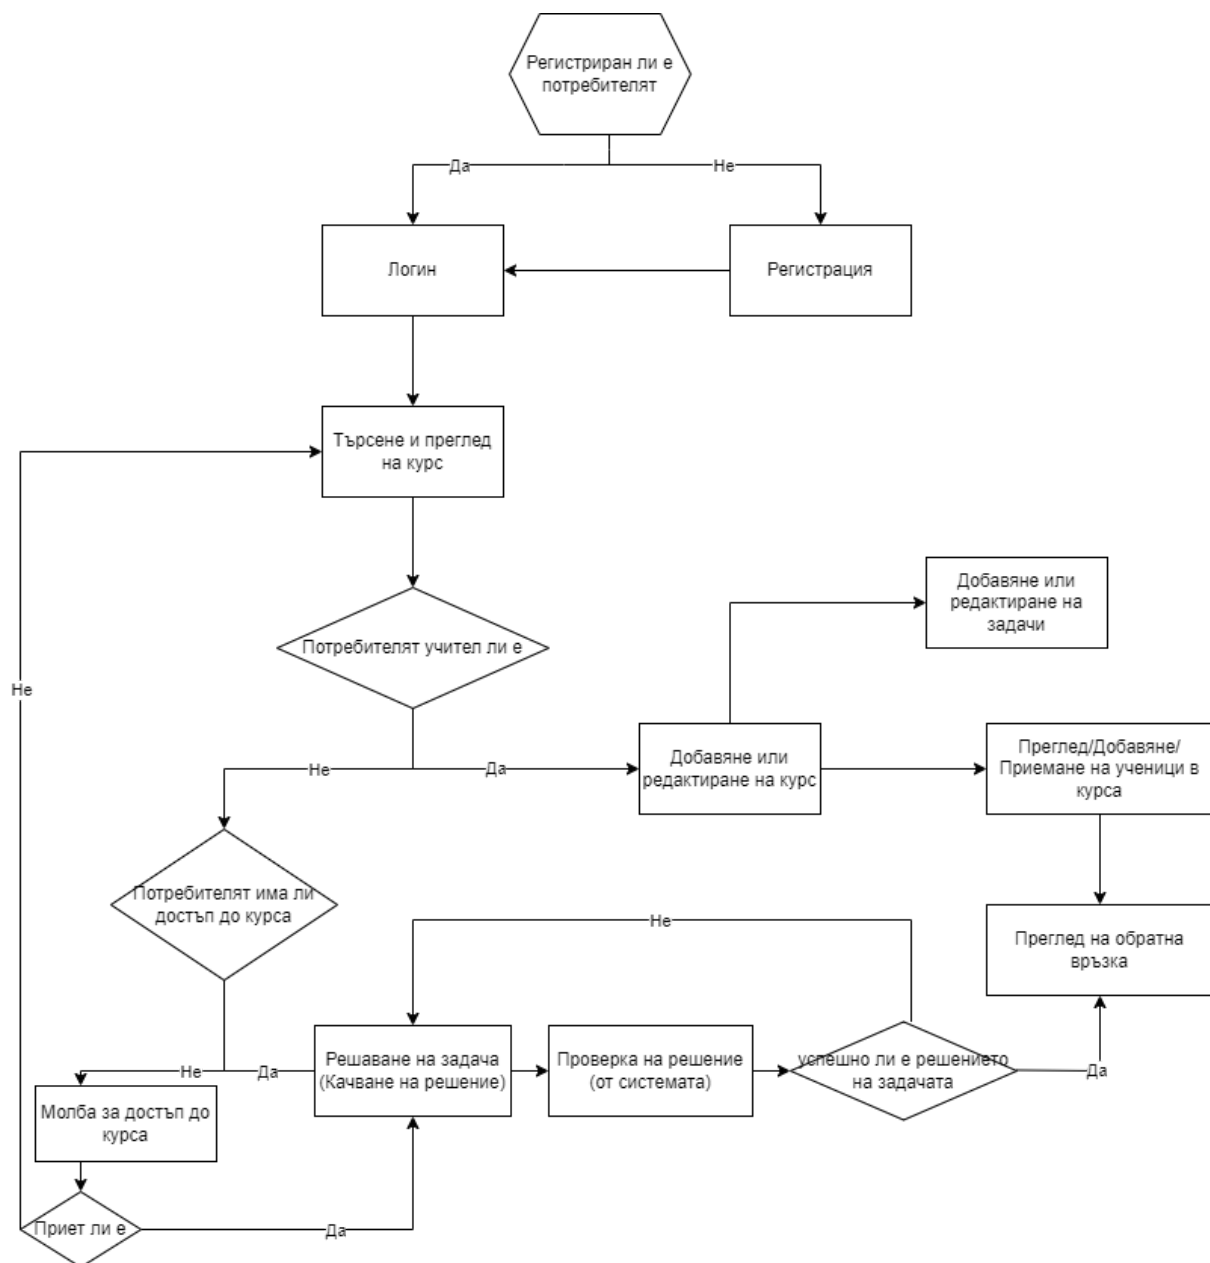 Регистриран ли е
потребителят
Да
Не
Логин
Регистрация
Търсене и преглед
на курс
Добавяне или
редактиране на
задачи
Потребителят учител ли е
Не
Добавяне или
редактиране на курс
Преглед/Добавяне/
Приемане на ученици в
курса
Не
Да
Потребителят има ли
достъп до курса
Не
Преглед на обратна
връзка
Решаване на задача
(Качване на решение)
Проверка на решение
(от системата)
успешно ли е решението
на задачата
Не
Да
Да
Молба за достъп до
курса
Приет ли е
Да